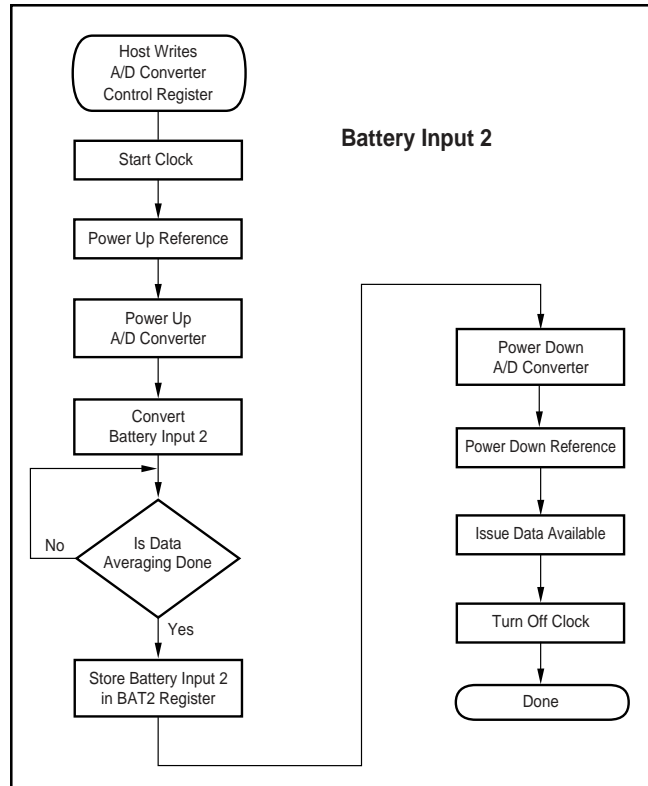 Host Writes
A/D Converter
Control Register
Battery Input 2
Start Clock
Power Up Reference
Power Up
A/D Converter
Convert
Battery Input 2
No
Is Data
Averaging Done
Yes
Store Battery Input 2
in BAT2 Register
Power Down
A/D Converter
Power Down Reference
Issue Data Available
Turn Off Clock
Done